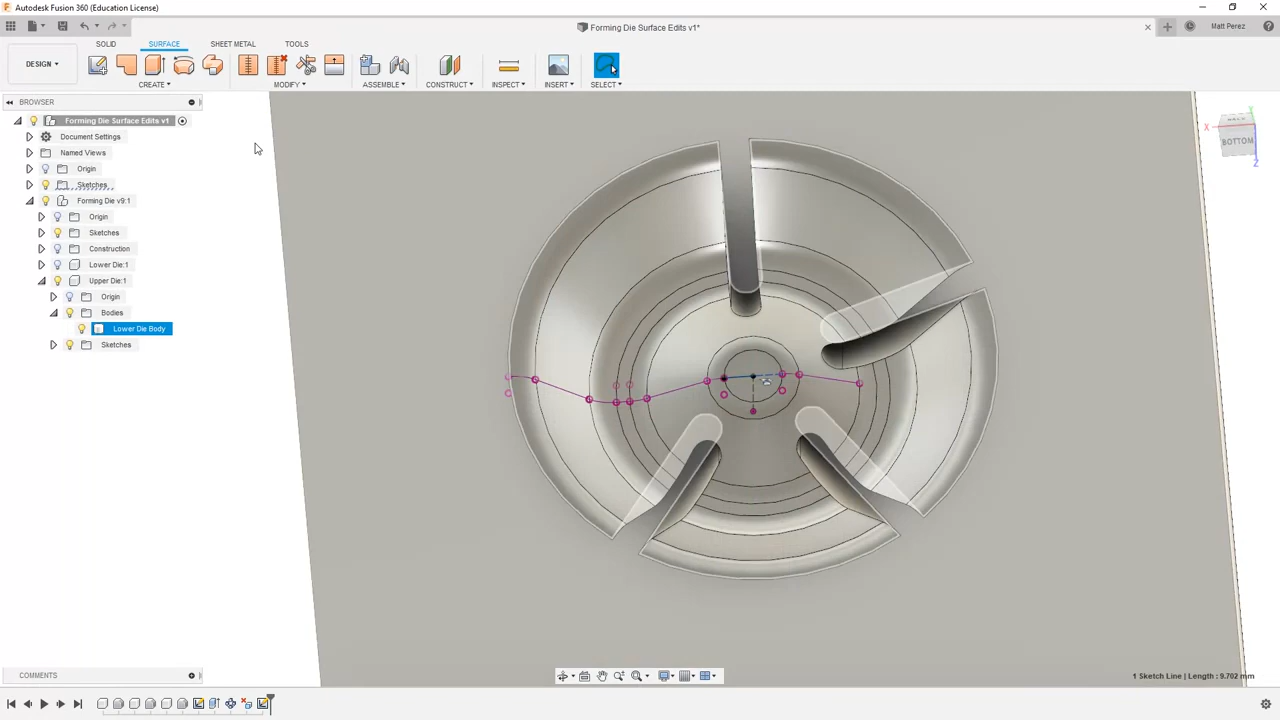 Autodesk Fusion 360 (Education License)
Forming Die Surface Edits v1*
Matt Perez
DESIGN
SOLID
SURFACE
SHEET METAL
TOOLS
CREATE
MODIFY
ASSEMBLE
CONSTRUCT
INSPECT
INSERT
SELECT
BROWSER
Forming Die Surface Edits v1
Document Settings
Named Views
Origin
Sketches
Forming Die v9:1
Origin
Sketches
Construction
Lower Die:1
Upper Die:1
Origin
Bodies
Lower Die Body
Sketches
X
Y
Z
BOTTOM
COMMENTS
1 Sketch Line | Length : 9.702 mm